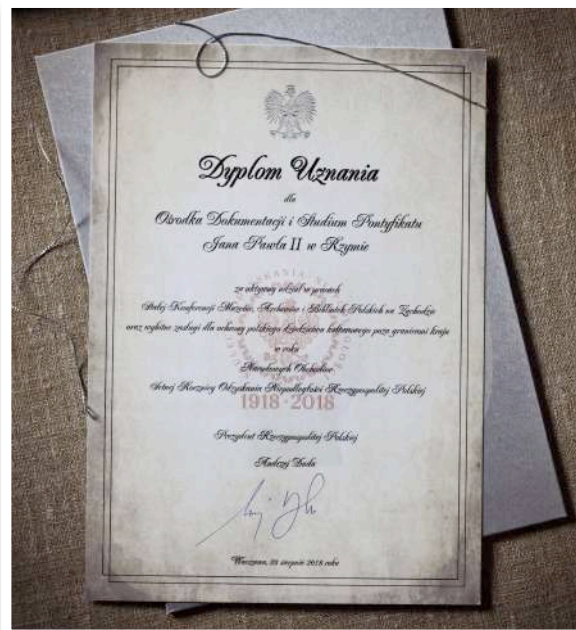 Dyplom Uznania
dla
Ośrodka Dokumentacji i Studium Pontyfikatu
Jana Pawła II w Rzymie
za aktywny udział w pracach
Stałej Konferencji Muzeów, Archiwów i Bibliotek Polskich na Zachodzie
oraz wybitne zasługi dla ochrony polskiego dziedzictwa kulturowego poza granicami kraju
w roku
Narodowych Obchodów
Setnej Rocznicy Odzyskania Niepodległości Rzeczypospolitej Polskiej
1918-2018
Prezydent Rzeczypospolitej Polskiej
Andrzej Duda
Warszawa, sierpnia 2018 roku